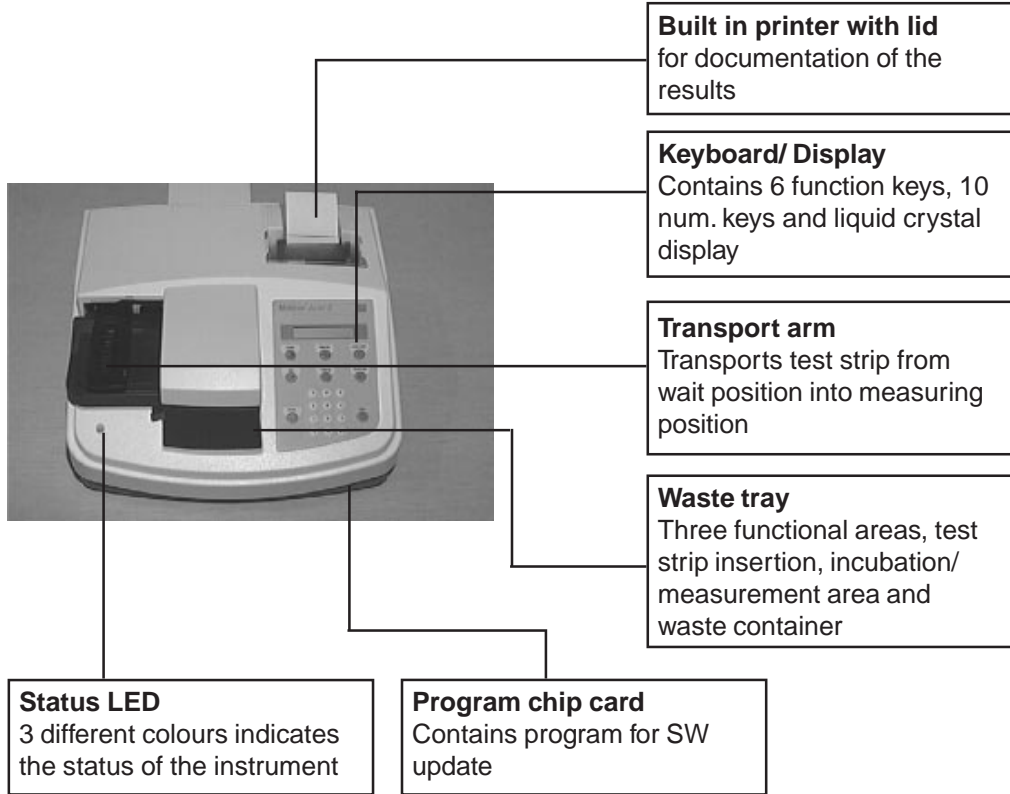 Built in printer with lid
for documentation of the
results
Keyboard/ Display
Contains 6 function keys, 10
num. keys and liquid crystal
display
Transport arm
Transports test strip from
wait position into measuring
position
Waste tray
Three functional areas, test
strip insertion, incubation/
measurement area and
waste container
Status LED
3 different colours indicates
the status of the instrument
Program chip card
Contains program for SW
update